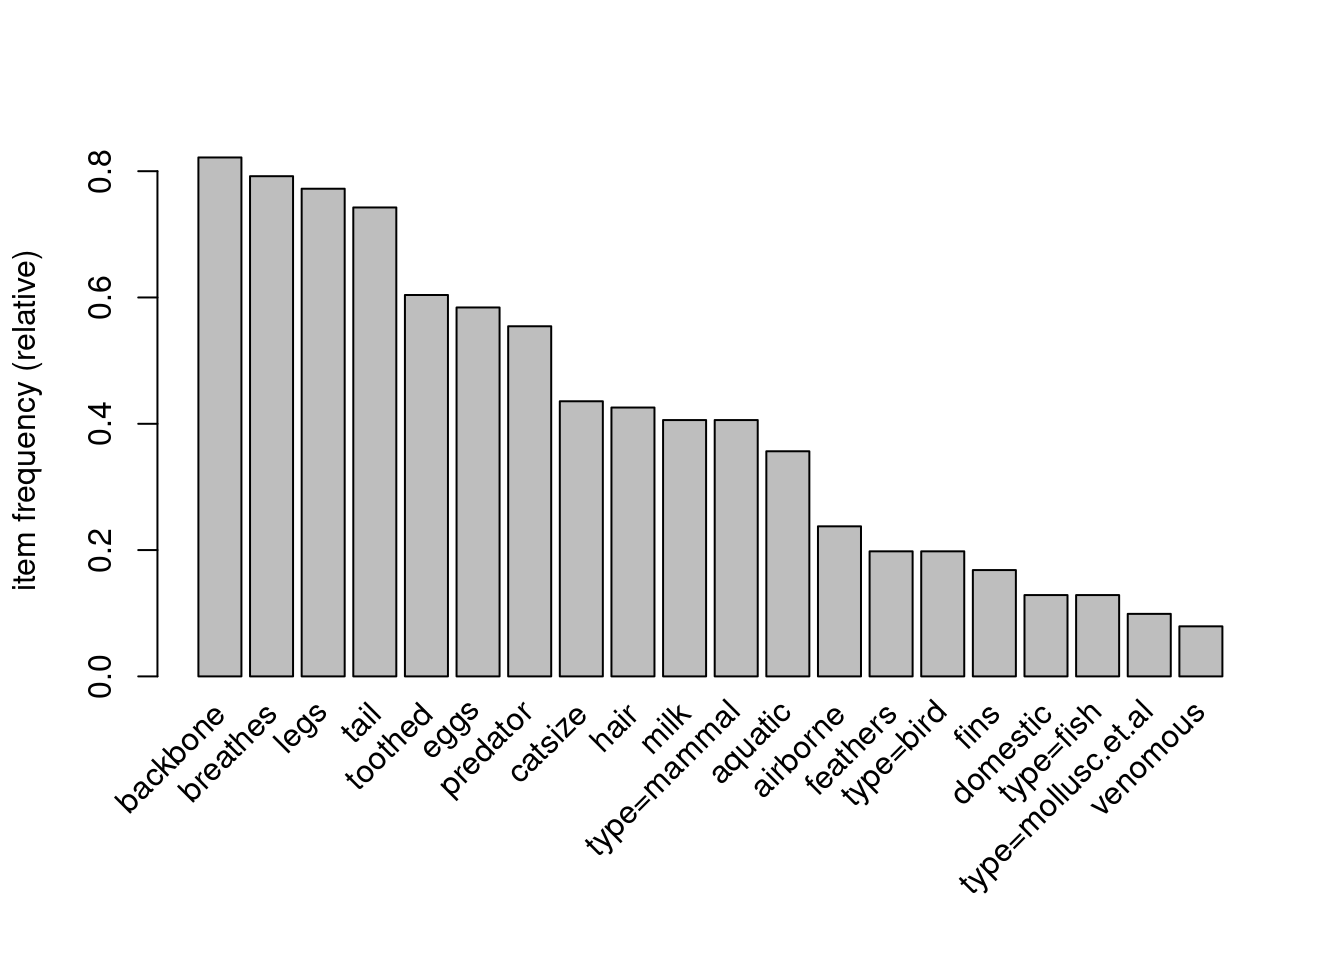 item frequency (relative)
0.8
0.6
0.4
0.2
0.0
backbone
breathes
legs
tail
toothed
eggs
predator
catsize
hair
milk
type=mammal
aquatic
airborne
feathers
type=bird
fins
domestic
type=fish
type=mollusc.et.al
venomous